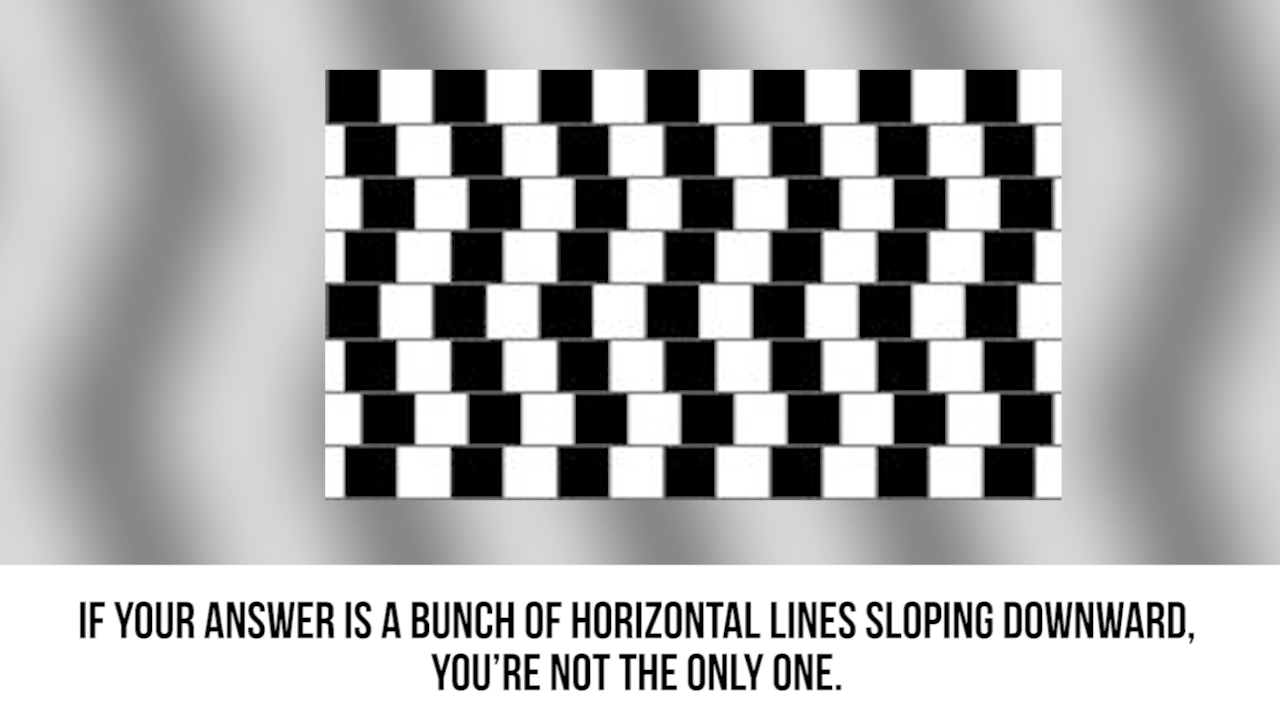 IF YOUR ANSWER IS A BUNCH OF HORIZONTAL LINES SLOPING DOWNWARD,
YOU'RE NOT THE ONLY ONE.